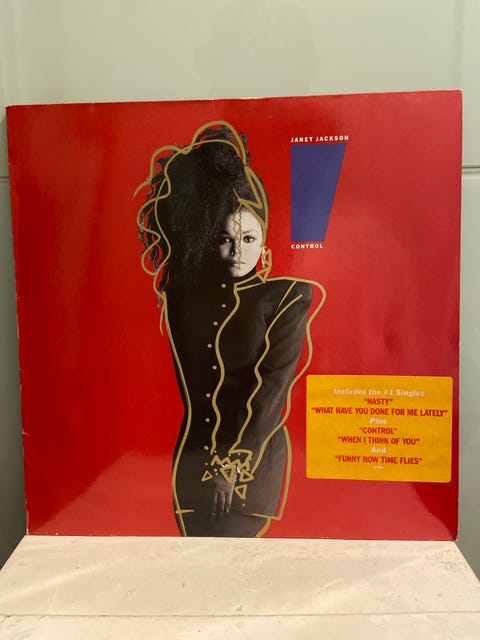 JANET JACKSON
CONTROL
Includes the #1 Singles
"NASTY"
"WHAT HAVE YOU DONE FOR ME LATELY"
Plus
"CONTROL"
"WHEN I THINK OF YOU"
And
"FUNNY HOW TIME FLIES"